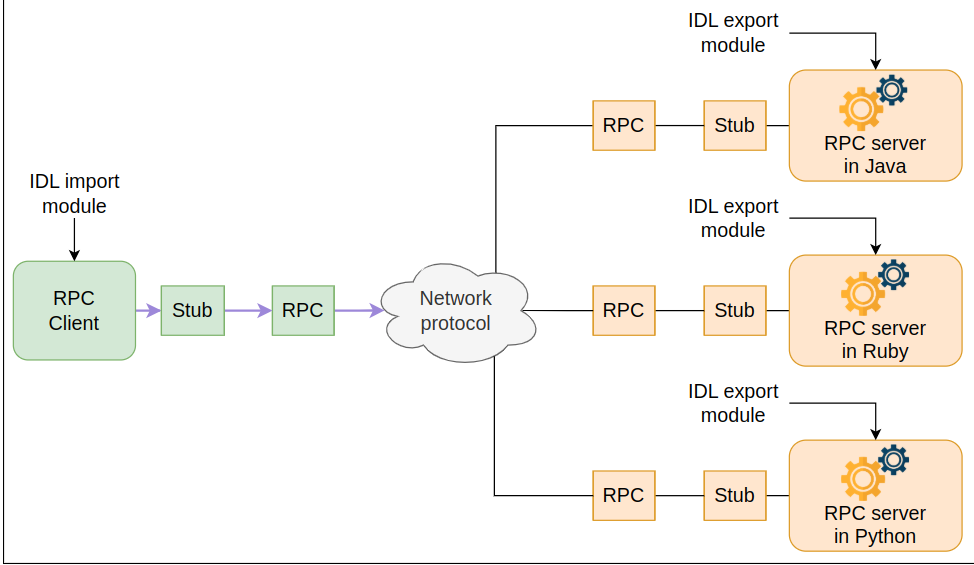 IDL export
module
RPC
Stub
RPC server
in Java
IDL import
module
IDL export
module
RPC
Client
Stub
RPC
Network
protocol
RPC
Stub
RPC server
in Ruby
IDL export
module
RPC
Stub
RPC server
in Python